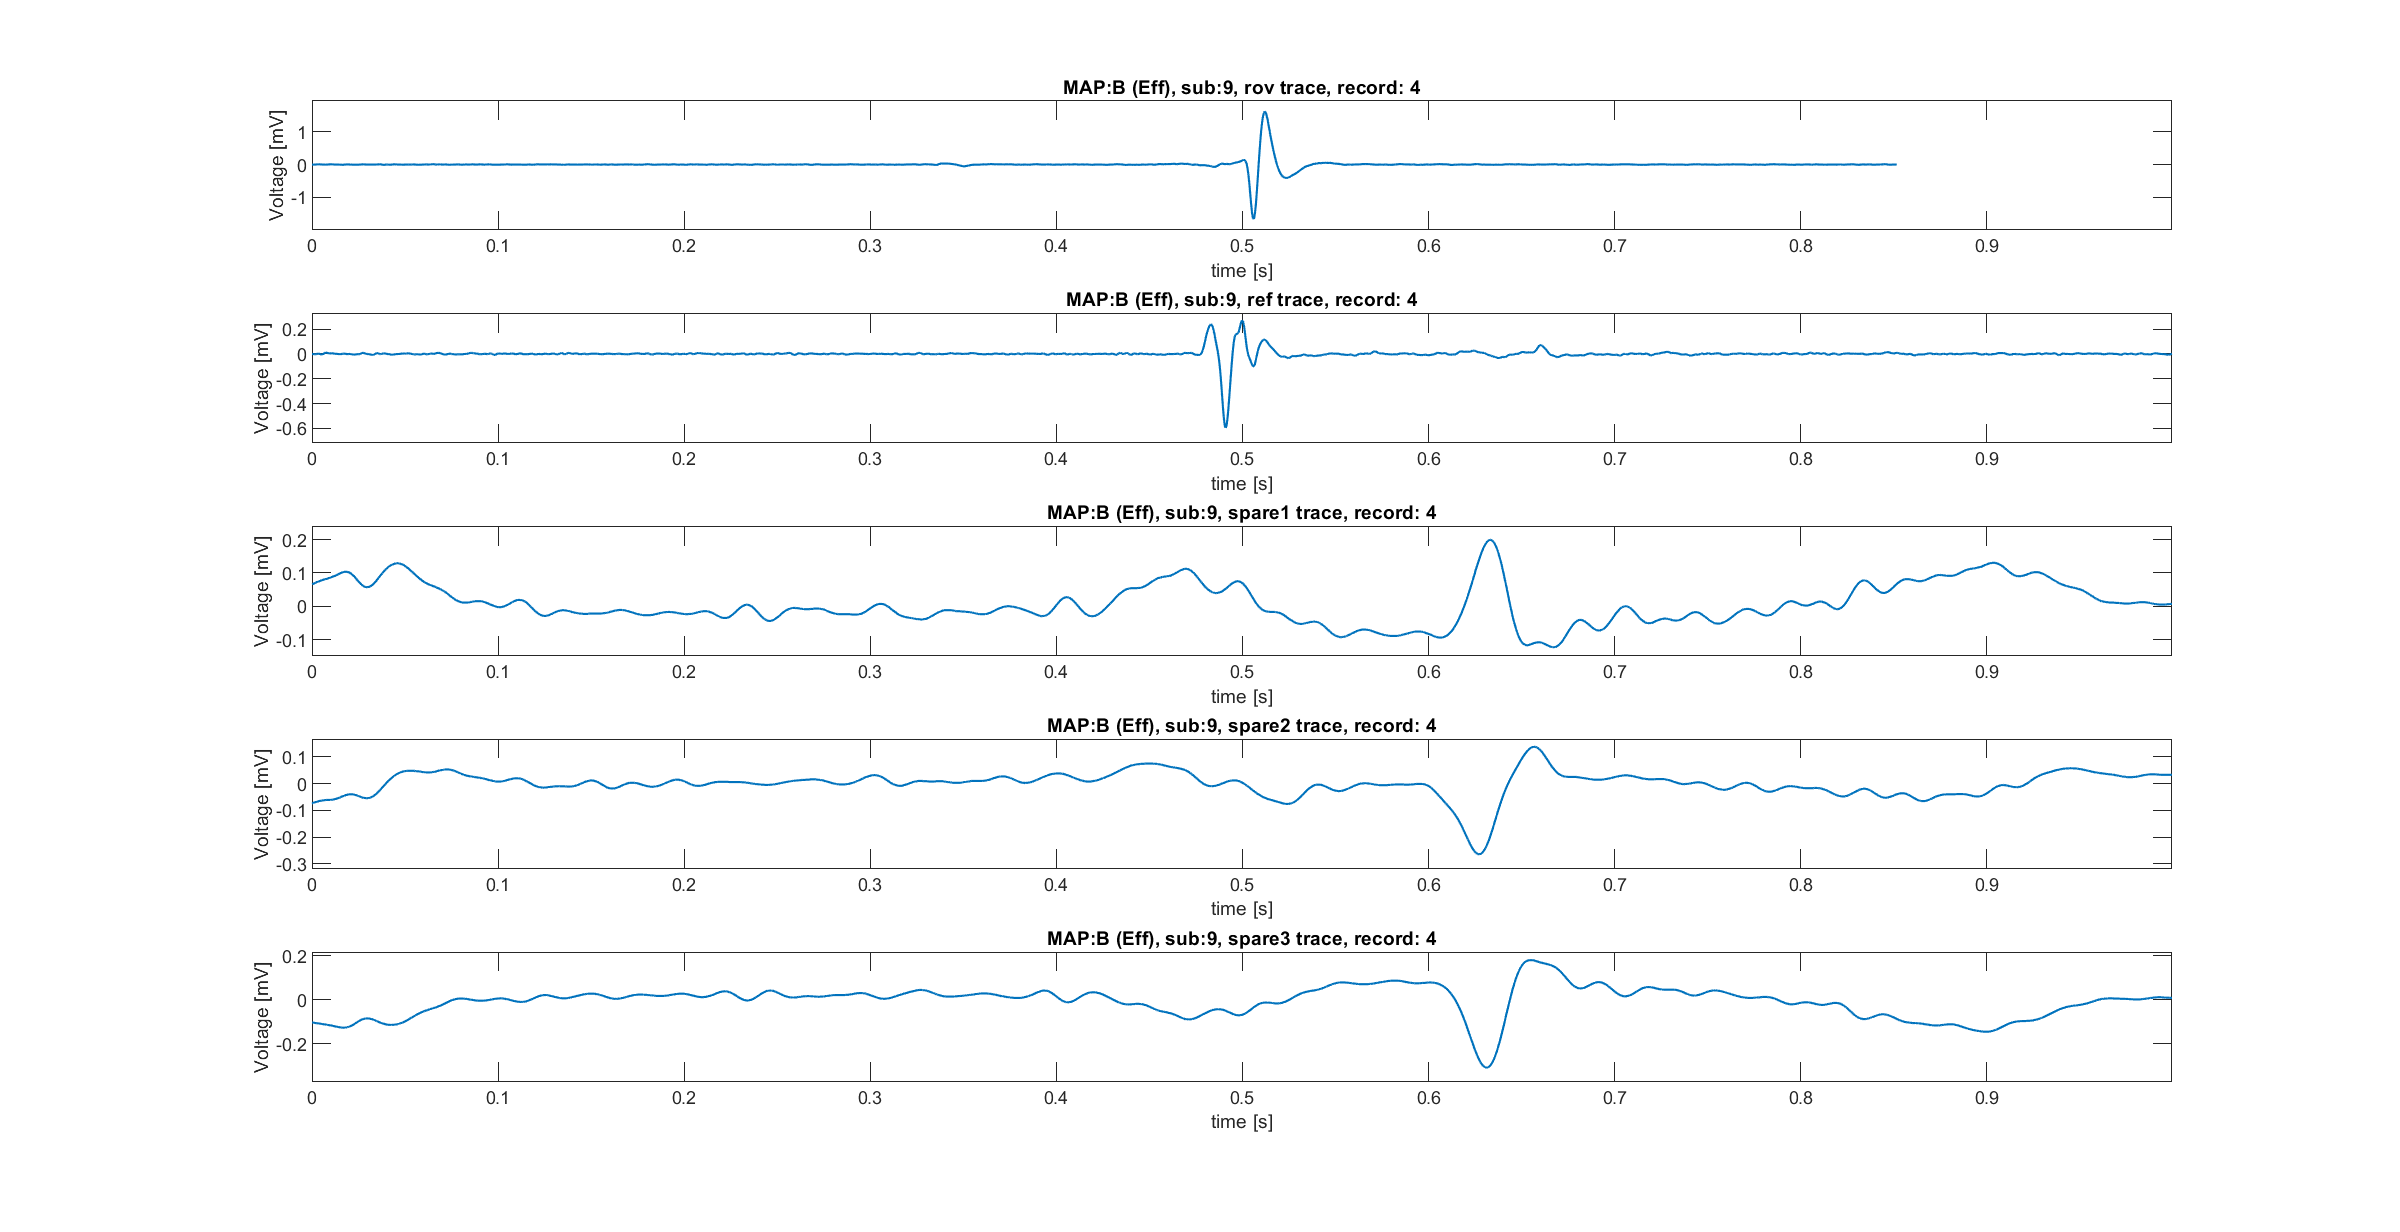 MAP:B (Eff), sub:9, rov trace, record: 4
Voltage [mV]
1
0
-1
0 0.1 0.2 0.3 0.4 0.5 0.6 0.7 0.8 0.9
time [s]
MAP:B (Eff), sub:9, ref trace, record: 4
Voltage [mV]
0.2
0
-0.2
-0.4
-0.6
0 0.1 0.2 0.3 0.4 0.5 0.6 0.7 0.8 0.9
time [s]
MAP:B (Eff), sub:9, spare1 trace, record: 4
Voltage [mV]
0.2
0.1
0
-0.1
0 0.1 0.2 0.3 0.4 0.5 0.6 0.7 0.8 0.9
time [s]
MAP:B (Eff), sub:9, spare2 trace, record: 4
Voltage [mV]
0.1
0
-0.1
-0.2
-0.3
0 0.1 0.2 0.3 0.4 0.5 0.6 0.7 0.8 0.9
time [s]
MAP:B (Eff), sub:9, spare3 trace, record: 4
Voltage [mV]
0.2
0
-0.2
0 0.1 0.2 0.3 0.4 0.5 0.6 0.7 0.8 0.9
time [s]